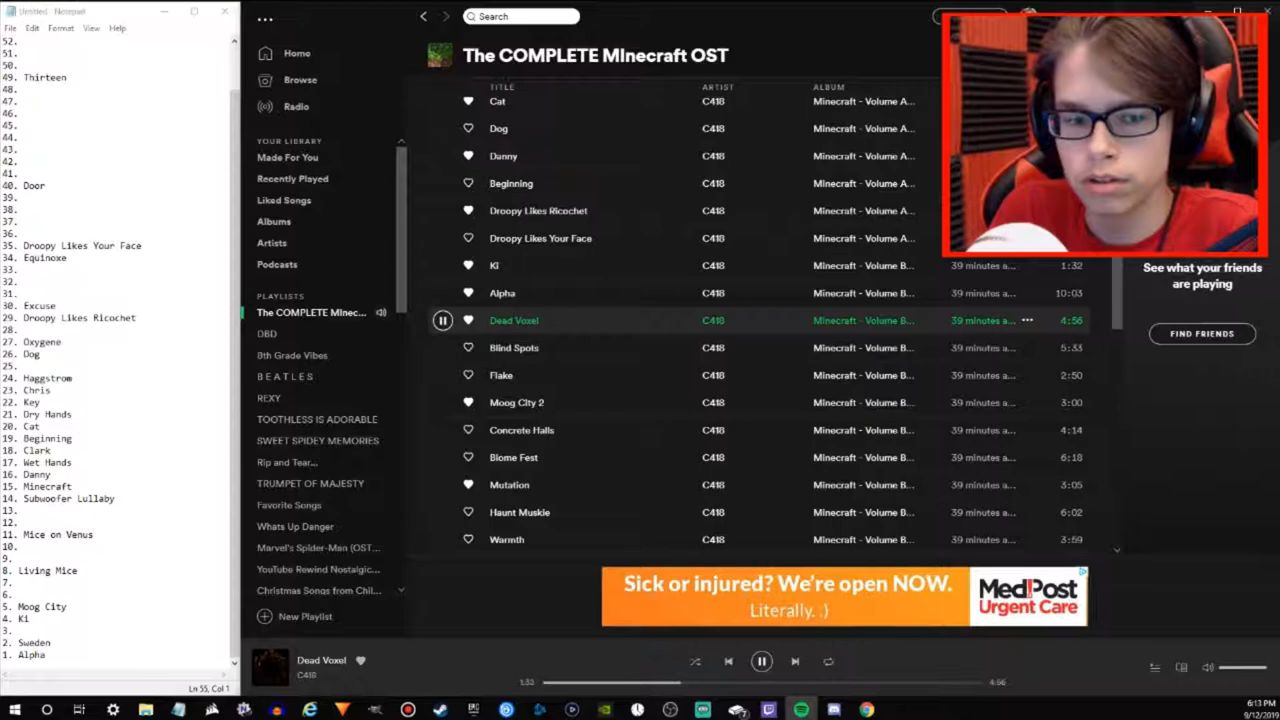 Untitled - Notepad
File Edit Format View Help
52.
51.
50.
49. Thirteen
48.
47.
46.
45.
44.
43.
42.
41.
40. Door
39.
38.
37.
36.
35. Droopy Likes Your Face
34. Equinoxe
33.
32.
31.
30. Excuse
29. Droopy Likes Ricochet
28.
27. Oxygene
26. Dog
25.
24. Haggstrom
23. Chris
22. Key
21. Dry Hands
20. Cat
19. Beginning
18. Clark
17. Wet Hands
16. Danny
15. Minecraft
14. Subwoofer Lullaby
13.
12.
11. Mice on Venus
10.
9.
8. Living Mice
7.
6.
5. Moog City
4. Ki
3.
2. Sweden
1. Alpha
Ln 55, Col 1
Home
Browse
Radio
YOUR LIBRARY
Made For You
Recently Played
Liked Songs
Albums
Artists
Podcasts
PLAYLISTS
The COMPLETE MInec...
DBD
8th Grade Vibes
B E A T L E S
REXY
TOOTHLESS IS ADORABLE
SWEET SPIDEY MEMORIES
Rip and Tear...
TRUMPET OF MAJESTY
Favorite Songs
Whats Up Danger
Marvel's Spider-Man (OST...
YouTube Rewind Nostalgic...
Christmas Songs from Chil...
New Playlist
Search
The COMPLETE MInecraft OST
TITLE ARTIST ALBUM
Cat C418 Minecraft - Volume A...
Dog C418 Minecraft - Volume A...
Danny C418 Minecraft - Volume A...
Beginning C418 Minecraft - Volume A...
Droopy Likes Ricochet C418 Minecraft - Volume A...
Droopy Likes Your Face C418 Minecraft - Volume A...
Ki C418 Minecraft - Volume B... 39 minutes a... 1:32
Alpha C418 Minecraft - Volume B... 39 minutes a... 10:03
Dead Voxel C418 Minecraft - Volume B... 39 minutes a... 4:56
Blind Spots C418 Minecraft - Volume B... 39 minutes a... 5:33
Flake C418 Minecraft - Volume B... 39 minutes a... 2:50
Moog City 2 C418 Minecraft - Volume B... 39 minutes a... 3:00
Concrete Halls C418 Minecraft - Volume B... 39 minutes a... 4:14
Biome Fest C418 Minecraft - Volume B... 39 minutes a... 6:18
Mutation C418 Minecraft - Volume B... 39 minutes a... 3:05
Haunt Muskie C418 Minecraft - Volume B... 39 minutes a... 6:02
Warmth C418 Minecraft - Volume B... 39 minutes a... 3:59
See what your friends
are playing
FIND FRIENDS
Sick or injured? We're open NOW.
Literally. :)
MedPost
Urgent Care
Dead Voxel
C418
1:33 4:56
6:13 PM
9/12/2019